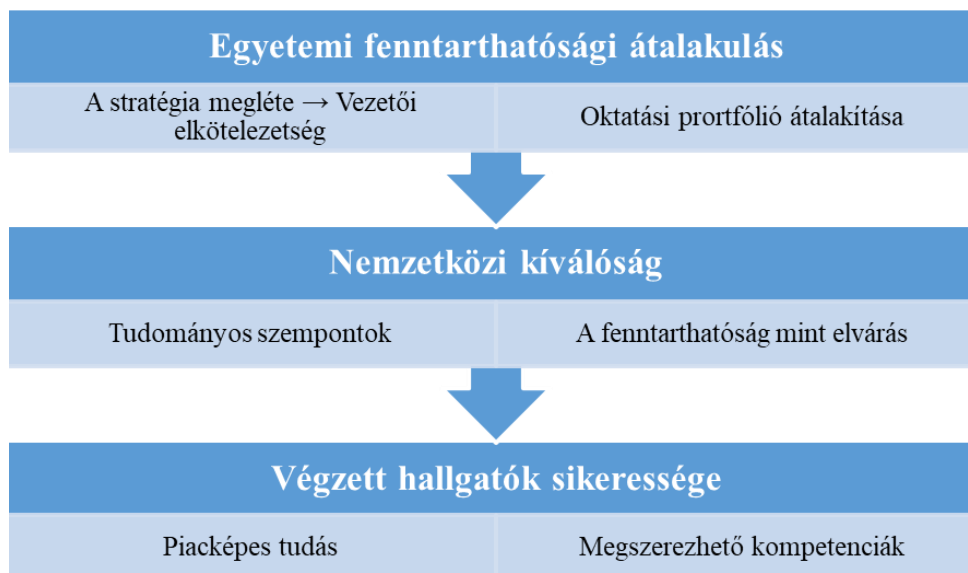 Egyetemi fenntarthatósági átalakulás
A stratégia megléte → Vezetői
elkötelezetség
Oktatási prortfólió átalakítása
Nemzetközi kíválóság
Tudományos szempontok
A fenntarthatóság mint elvárás
Végzett hallgatók sikeressége
Piacképes tudás
Megszerezhető kompetenciák